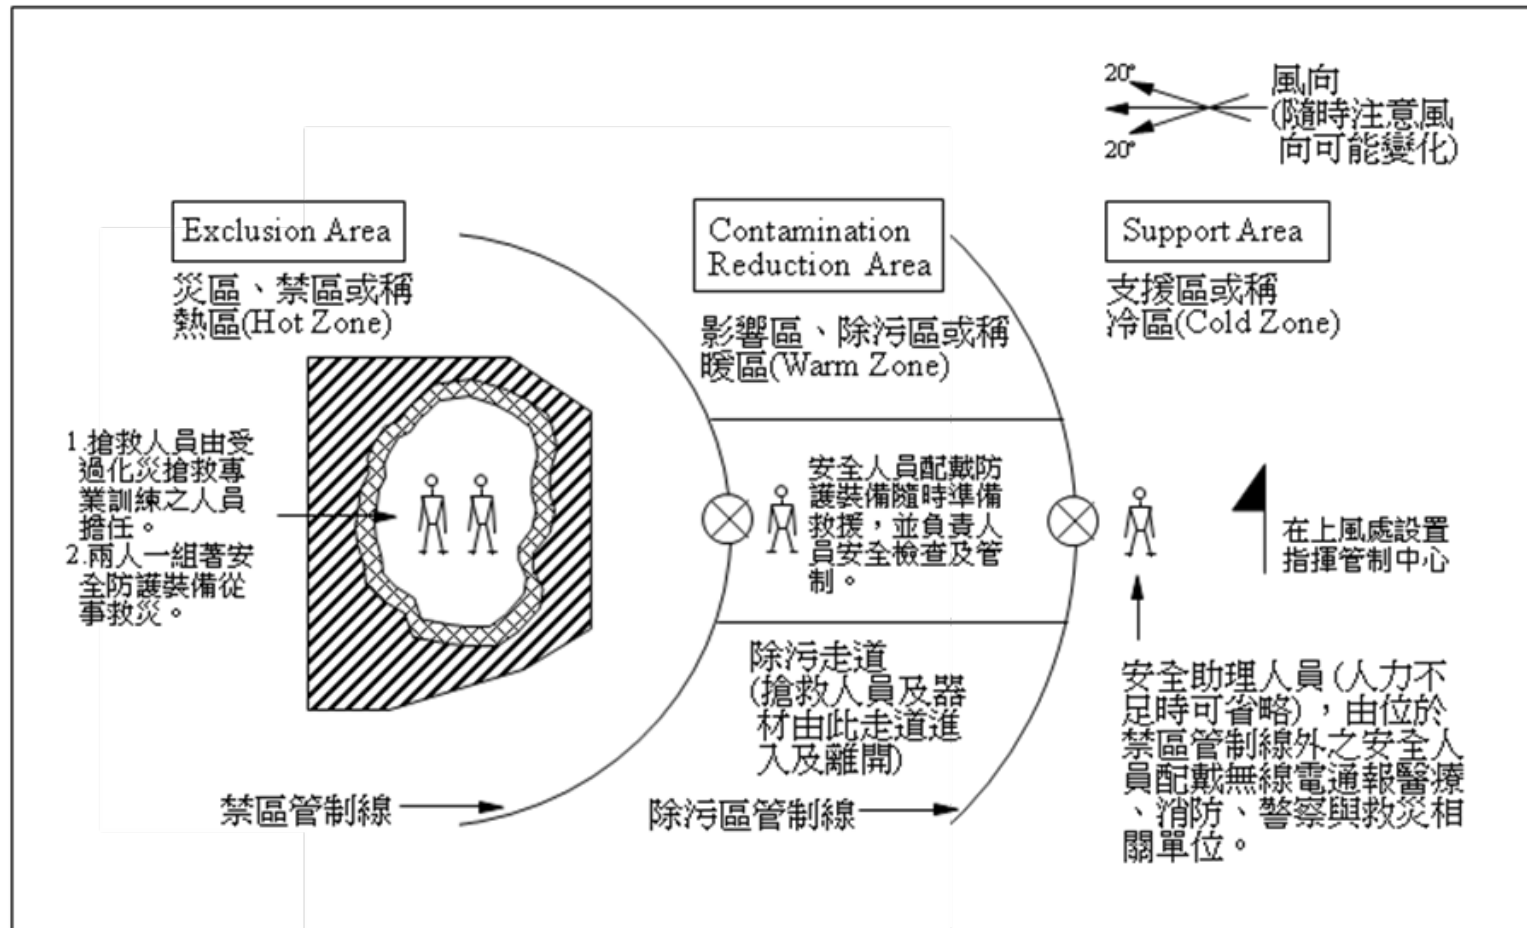 20°
20°
風向
(隨時注意風
向可能變化)
Exclusion Area
災區、禁區或稱
熱區(Hot Zone)
Contamination
Reduction Area
影響區、除污區或稱
暖區(Warm Zone)
Support Area
支援區或稱
冷區(Cold Zone)
1.搶救人員由受
過化災搶救專
業訓練之人員
擔任。
2.兩人一組著安
全防護裝備從
事救災。
安全人員配戴防
護裝備隨時準備
救援，並負責人
員安全檢查及管
制。
在上風處設置
指揮管制中心
除污走道
(搶救人員及器
材由此走道進
入及離開)
安全助理人員(人力不
足時可省略)，由位於
禁區管制線外之安全人
員配戴無線電通報醫療
、消防、警察與救災相
關單位。
禁區管制線
除污區管制線